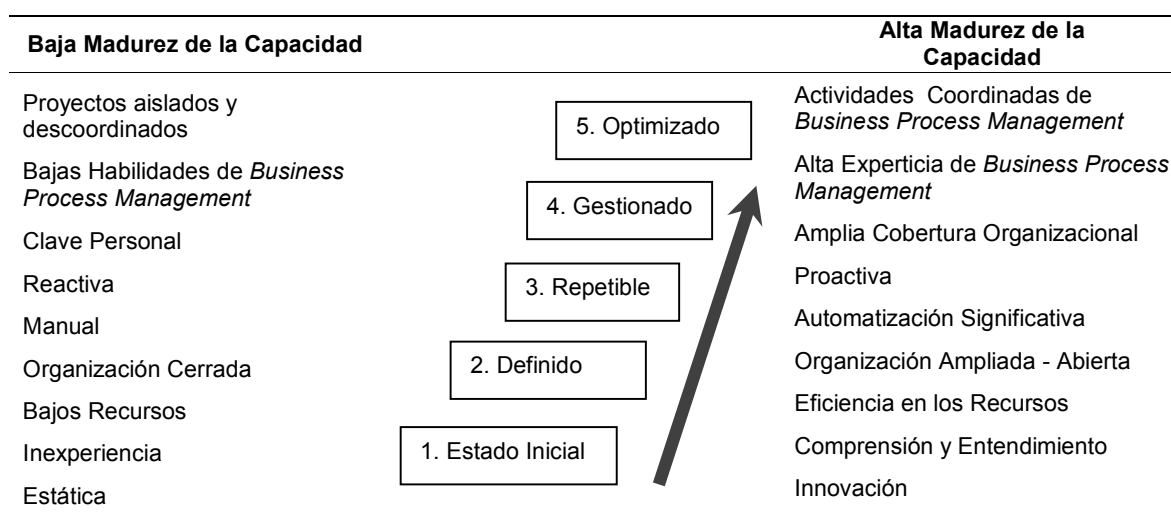 Baja Madurez de la Capacidad
Alta Madurez de la
Capacidad
Proyectos aislados y
descoordinados
Bajas Habilidades de Business
Process Management
Clave Personal
Reactiva
Manual
Organización Cerrada
Bajos Recursos
Inexperiencia
Estática
5. Optimizado
4. Gestionado
3. Repetible
2. Definido
1. Estado Inicial
Actividades Coordinadas de
Business Process Management
Alta Experticia de Business Process
Management
Amplia Cobertura Organizacional
Proactiva
Automatización Significativa
Organización Ampliada - Abierta
Eficiencia en los Recursos
Comprensión y Entendimiento
Innovación